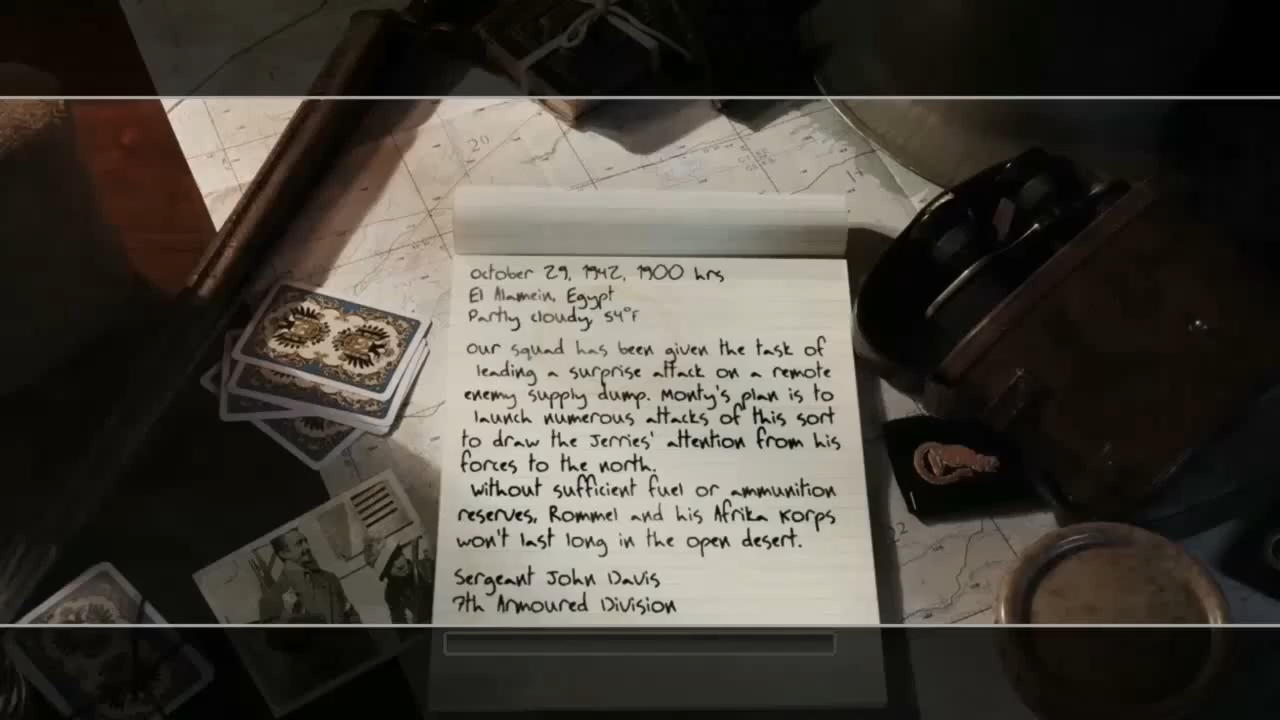 October 29, 1942, 1900 hrs
El Alamein, Egypt
Partly cloudy, 54°F
Our squad has been given the task of
leading a surprise attack on a remote
enemy supply dump. Monty's plan is to
launch numerous attacks of this sort
to draw the Jerries' attention from his
forces to the north.
Without sufficient fuel or ammunition
reserves, Rommel and his Afrika Korps
won't last long in the open desert.
Sergeant John Davis
7th Armoured Division
20